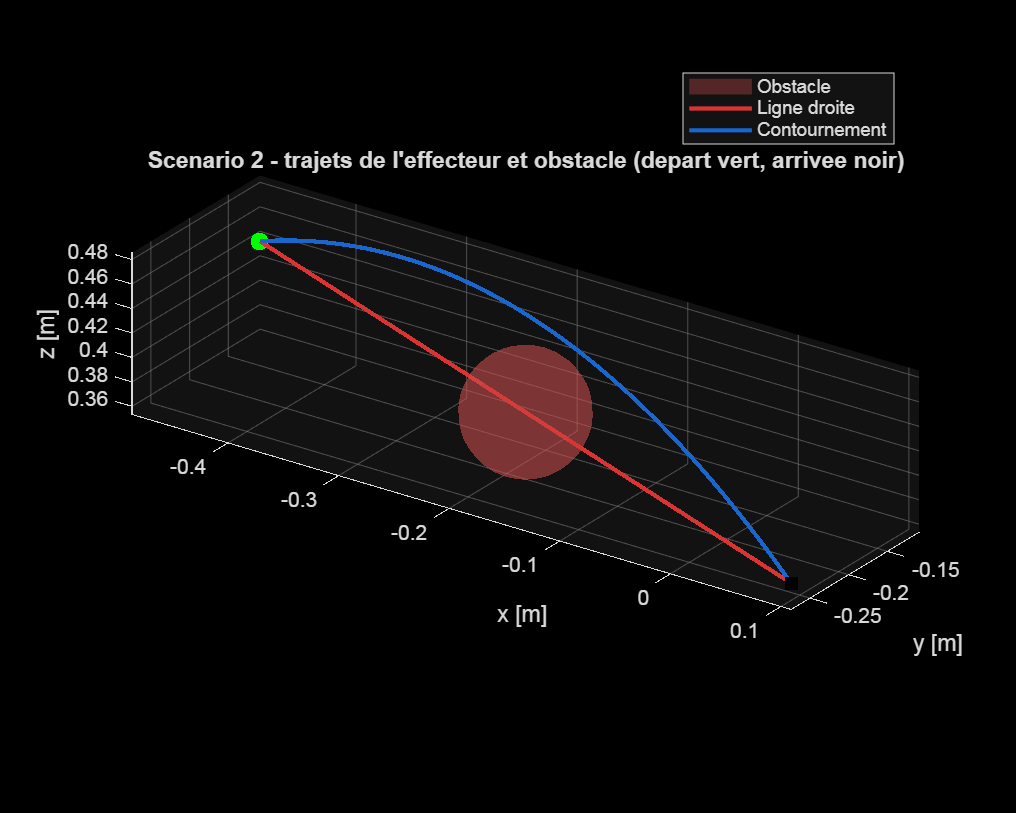 Obstacle
Ligne droite
Contournement
Scenario 2 - trajets de l'effecteur et obstacle (depart vert, arrivee noir)
0.48
0.46
0.44
0.42
0.4
0.38
0.36
z [m]
-0.4
-0.3
-0.2
-0.1
0
0.1
x [m]
-0.15
-0.2
-0.25
y [m]